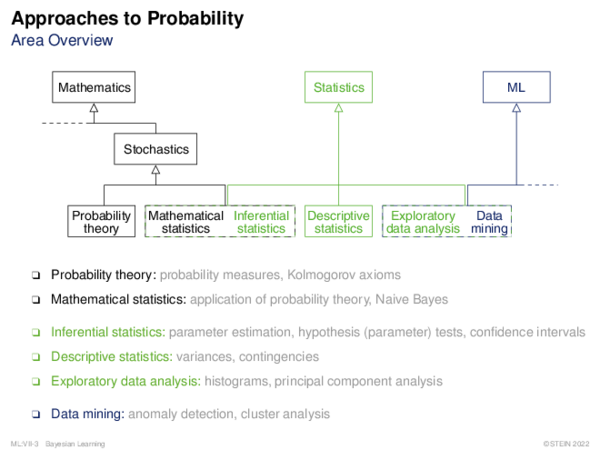 Approaches to Probability
Area Overview
Mathematics
Statistics
ML
Stochastics
Probability
theory
Mathematical
statistics
Inferential
statistics
Descriptive
statistics
Exploratory
data analysis
Data
mining
❑ Probability theory: probability measures, Kolmogorov axioms
❑ Mathematical statistics: application of probability theory, Naive Bayes
❑ Inferential statistics: parameter estimation, hypothesis (parameter) tests, confidence intervals
❑ Descriptive statistics: variances, contingencies
❑ Exploratory data analysis: histograms, principal component analysis
❑ Data mining: anomaly detection, cluster analysis
ML:VII-3 Bayesian Learning ©STEIN 2022